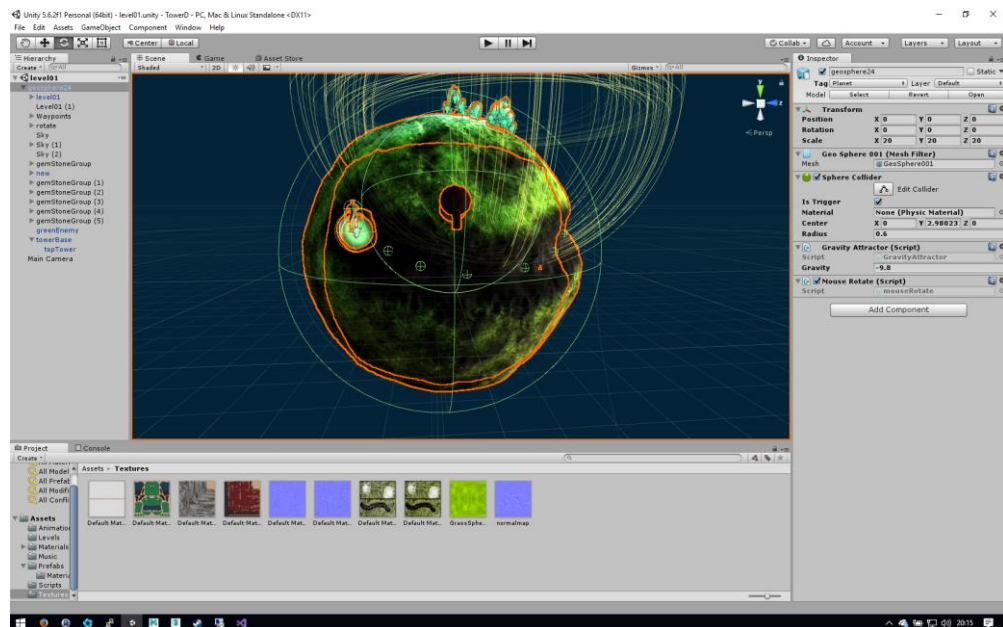 Unity 5.6.2f1 Personal (64bit) - level01.unity - TowerD - PC, Mac & Linux Standalone <DX11>
File Edit Assets GameObject Component Window Help
Center Local
Collab Account Layers Layout
Hierarchy
Create All
level01
geosphere24
level01
Level01 (1)
Waypoints
rotate
Sky
Sky (1)
Sky (2)
gemStoneGroup
new
gemStoneGroup (1)
gemStoneGroup (2)
gemStoneGroup (3)
gemStoneGroup (4)
gemStoneGroup (5)
greenEnemy
towerBase
topTower
Main Camera
Scene Game Asset Store
Shaded 2D Gizmos All
y
z
Persp
Inspector
geosphere24 Static
Tag Planet Layer Default
Model Select Revert Open
Transform
Position X 0 Y 0 Z 0
Rotation X 0 Y 0 Z 0
Scale X 20 Y 20 Z 20
Geo Sphere 001 (Mesh Filter)
Mesh GeoSphere001
Sphere Collider
Edit Collider
Is Trigger
Material None (Physic Material)
Center X 0 Y 2.98023 Z 0
Radius 0.6
Gravity Attractor (Script)
Script GravityAttractor
Gravity -9.8
Mouse Rotate (Script)
Script mouseRotate
Add Component
Project Console
Create
All Model
All Prefab
All Modifi
All Confli
Assets
Animation
Levels
Materials
Music
Prefabs
Materia
Scripts
Textures
Assets Textures
Default Mat... Default Mat... Default Mat... Default Mat... Default Mat... Default Mat... Default Mat... Default Mat... GrassSphe... normalmap
20:15